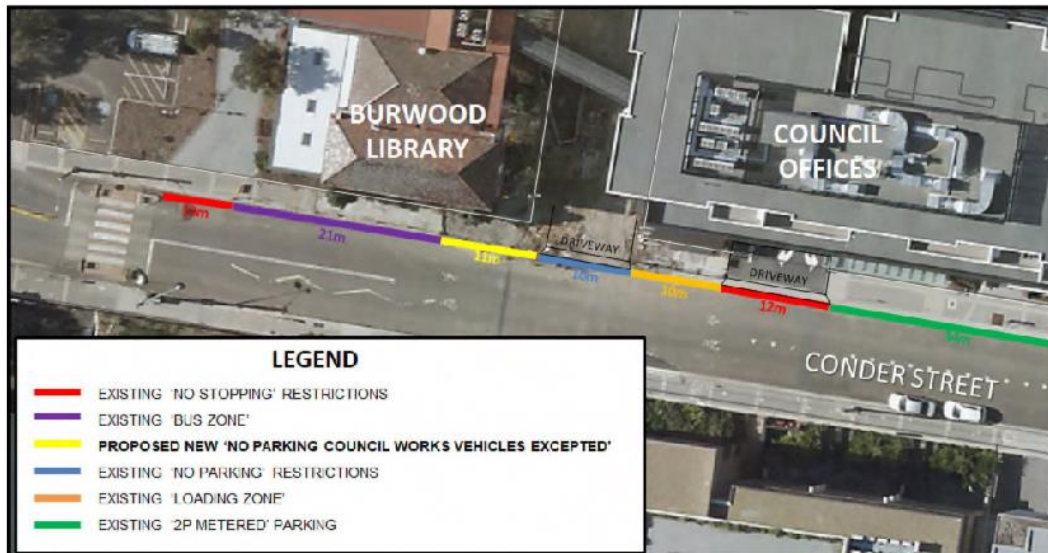 BURWOOD
LIBRARY
COUNCIL
OFFICES
21m
11m
DRIVEWAY
10m
10m
DRIVEWAY
12m
CONDER STREET
LEGEND
EXISTING 'NO STOPPING' RESTRICTIONS
EXISTING 'BUS ZONE'
PROPOSED NEW 'NO PARKING COUNCIL WORKS VEHICLES EXCEPTED'
EXISTING 'NO PARKING' RESTRICTIONS
EXISTING 'LOADING ZONE'
EXISTING '2P METERED' PARKING